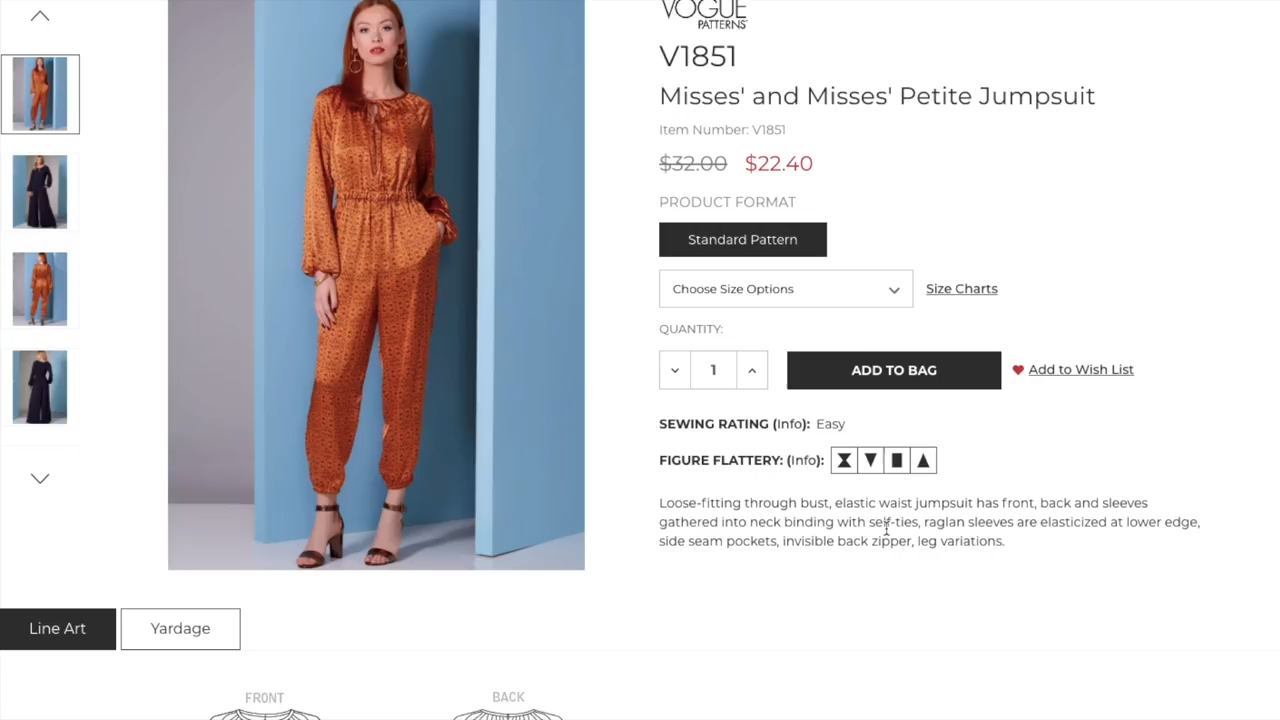 VOGUE
PATTERNS
V1851
Misses' and Misses' Petite Jumpsuit
Item Number: V1851
$32.00 $22.40
PRODUCT FORMAT
Standard Pattern
Choose Size Options
Size Charts
QUANTITY:
1
ADD TO BAG
Add to Wish List
SEWING RATING (Info): Easy
FIGURE FLATTERY: (Info):
Loose-fitting through bust, elastic waist jumpsuit has front, back and sleeves
gathered into neck binding with self-ties, raglan sleeves are elasticized at lower edge,
side seam pockets, invisible back zipper, leg variations.
Line Art
Yardage
FRONT
BACK